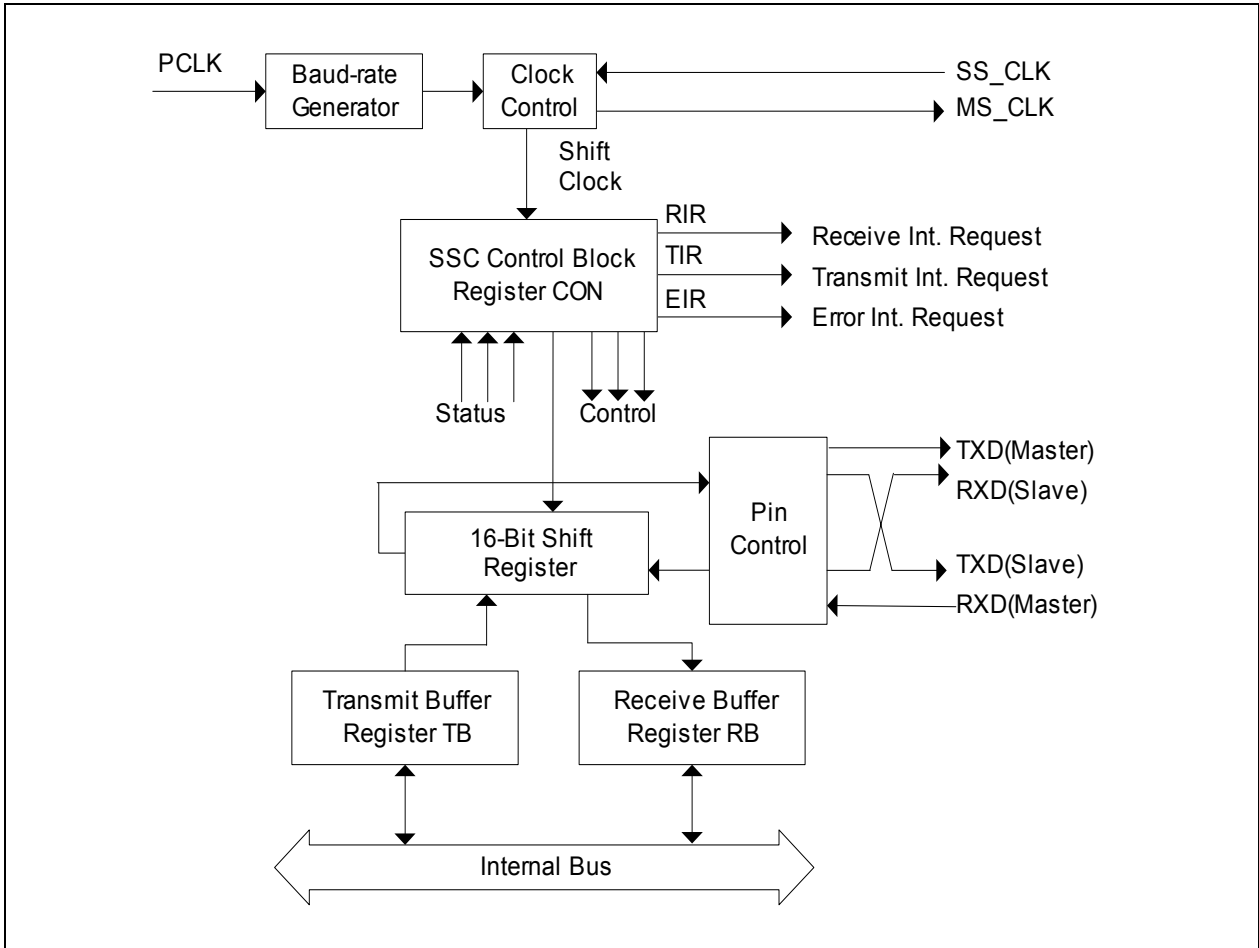 PCLK
Baud-rate
Generator
Clock
Control
SS_CLK
MS_CLK
Shift
Clock
SSC Control Block
Register CON
RIR
Receive Int. Request
TIR
Transmit Int. Request
EIR
Error Int. Request
Status
Control
16-Bit Shift
Register
Pin
Control
TXD(Master)
RXD(Slave)
TXD(Slave)
RXD(Master)
Transmit Buffer
Register TB
Receive Buffer
Register RB
Internal Bus